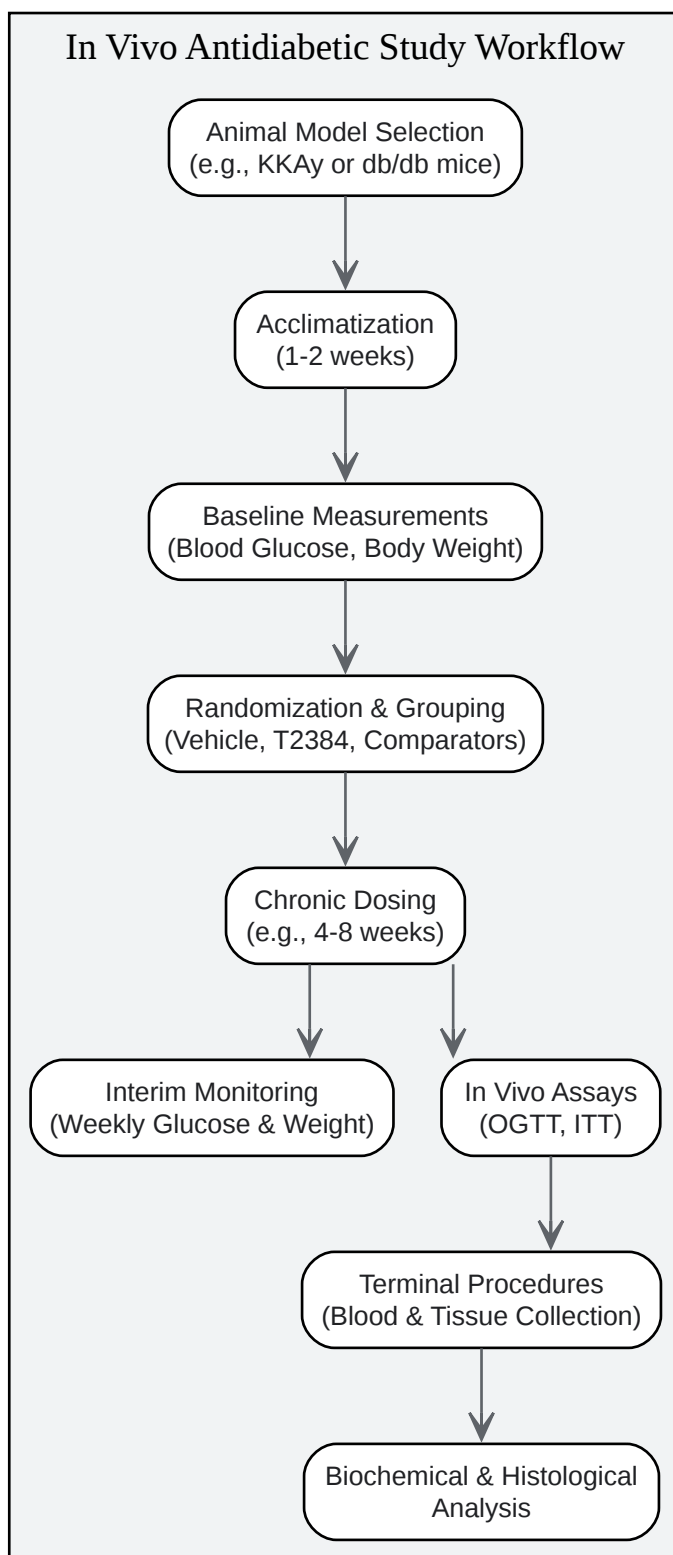 In Vivo Antidiabetic Study Workflow
Animal Model Selection
(e.g., KKAy or db/db mice)
Acclimatization
(1-2 weeks)
Baseline Measurements
(Blood Glucose, Body Weight)
Randomization & Grouping
(Vehicle, T2384, Comparators)
Chronic Dosing
(e.g., 4-8 weeks)
Interim Monitoring
(Weekly Glucose & Weight)
In Vivo Assays
(OGTT, ITT)
Terminal Procedures
(Blood & Tissue Collection)
Biochemical & Histological
Analysis